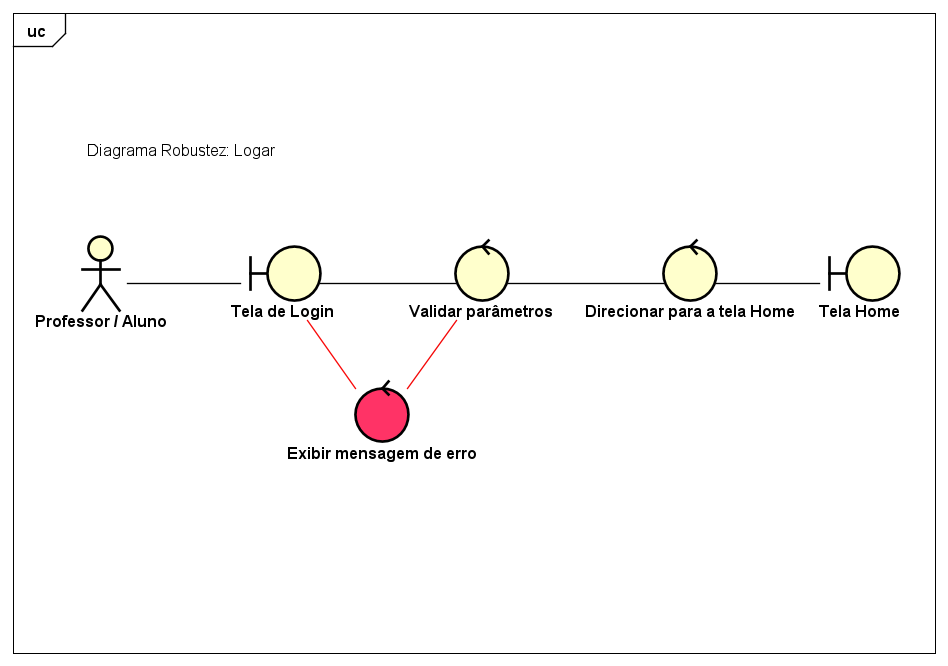 uc
Diagrama Robustez: Logar
Professor / Aluno
Tela de Login
Validar parâmetros
Direcionar para a tela Home
Tela Home
Exibir mensagem de erro